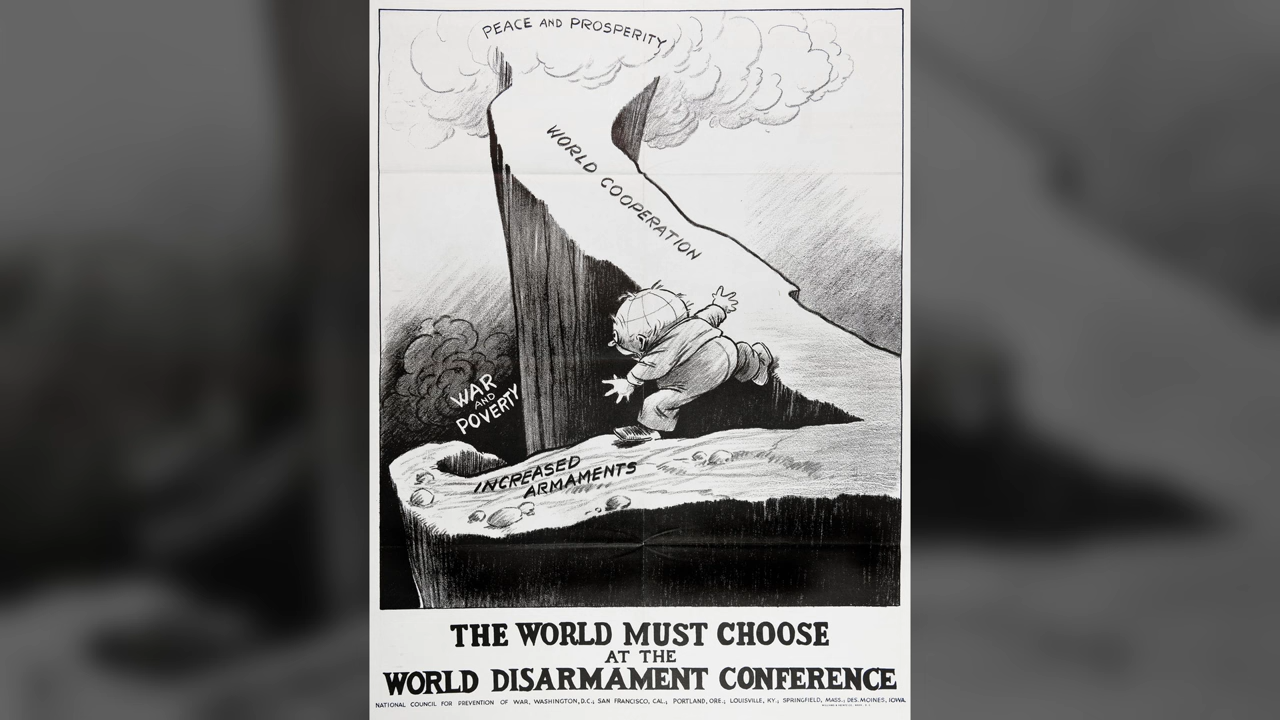 PEACE AND PROSPERITY
WORLD COOPERATION
WAR
AND
POVERTY
INCREASED
ARMAMENTS
THE WORLD MUST CHOOSE
AT THE
WORLD DISARMAMENT CONFERENCE
NATIONAL COUNCIL FOR PREVENTION OF WAR, WASHINGTON, D.C.; SAN FRANCISCO, CAL.; PORTLAND, ORE.; LOUISVILLE, KY.; SPRINGFIELD, MASS.; DES MOINES, IOWA.